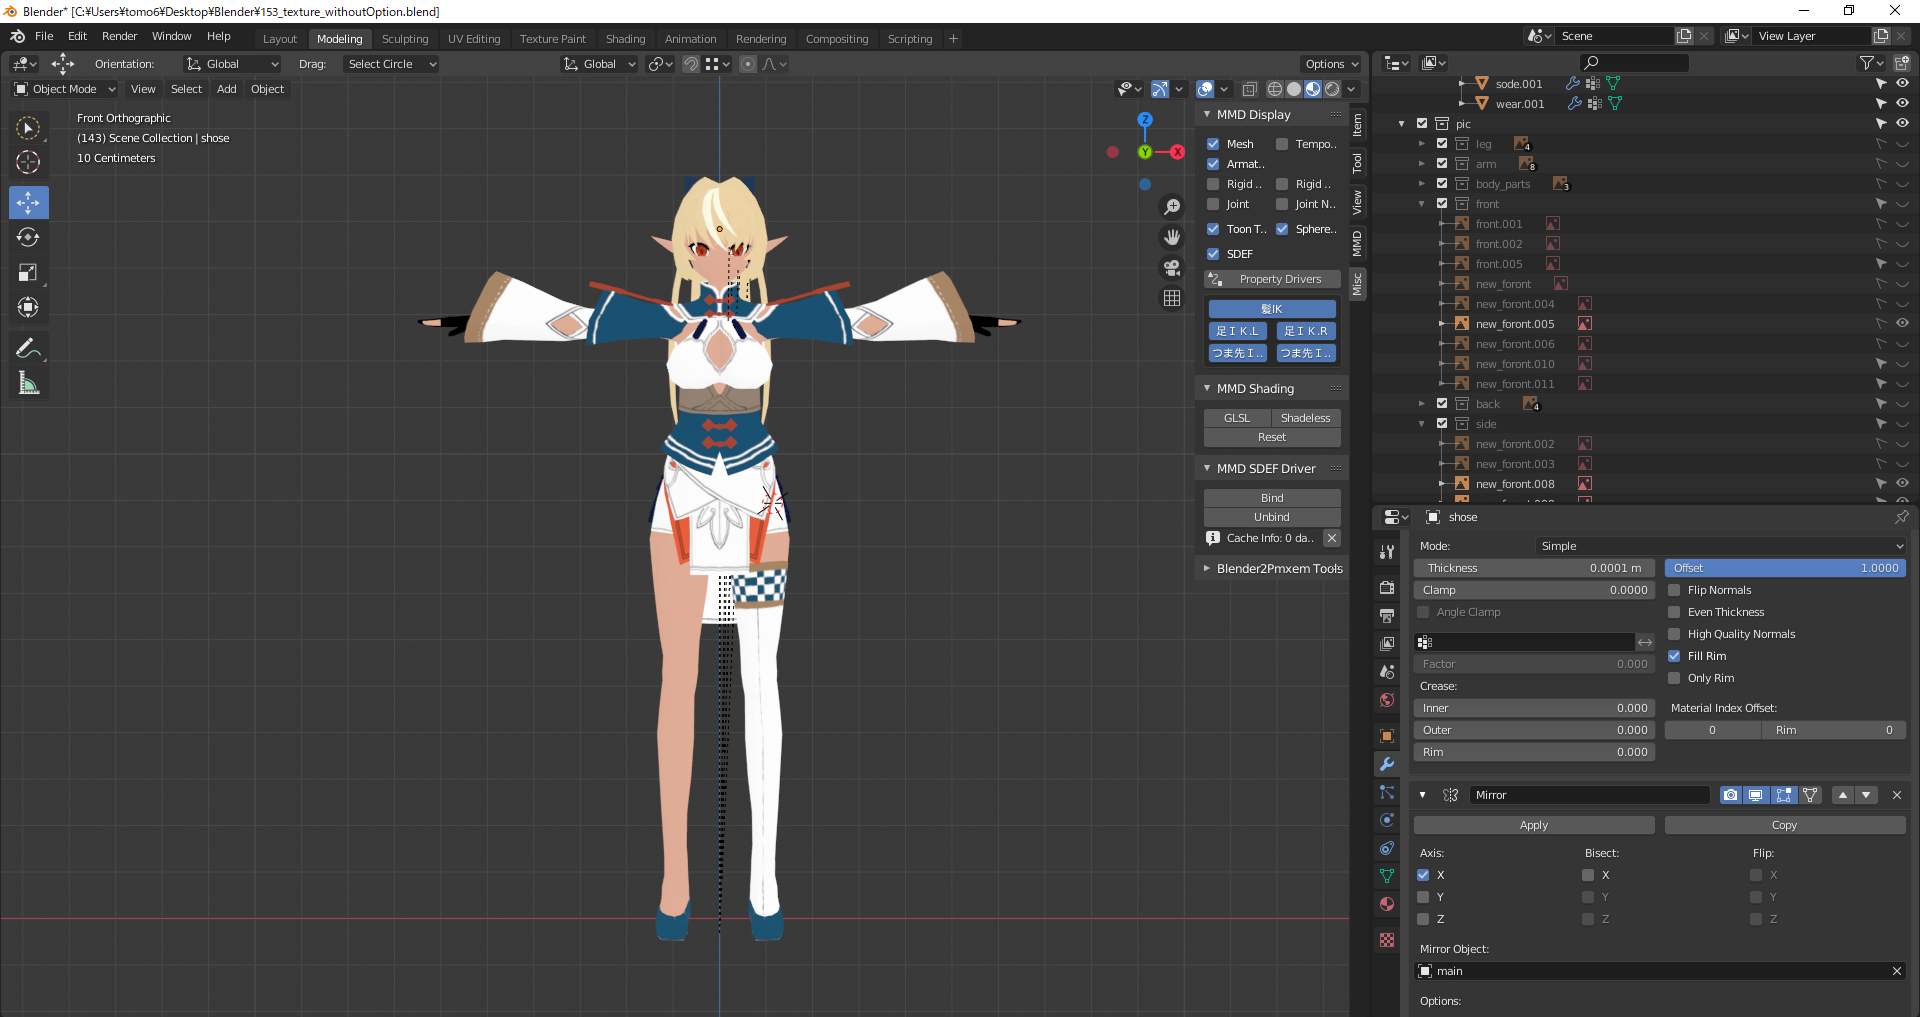 Blender* [C:¥Users¥tomo6¥Desktop¥Blender¥153_texture_withoutOption.blend]
File Edit Render Window Help Layout Modeling Sculpting UV Editing Texture Paint Shading Animation Rendering Compositing Scripting + Scene View Layer
Orientation: Global Drag: Select Circle Global Options
Object Mode View Select Add Object
Front Orthographic
(143) Scene Collection | shose
10 Centimeters
Z
Y
X
MMD Display
Mesh Tempo..
Armat..
Rigid .. Rigid ..
Joint Joint N..
Toon T.. Sphere..
SDEF
Property Drivers
髪IK
足ＩＫ.L 足ＩＫ.R
つま先Ｉ.. つま先Ｉ..
MMD Shading
GLSL Shadeless
Reset
MMD SDEF Driver
Bind
Unbind
Cache Info: 0 da..
Blender2Pmxem Tools
Item
Tool
View
MMD
Misc
sode.001
wear.001
pic
leg 4
arm 8
body_parts 3
front
front.001
front.002
front.005
new_foront
new_foront.004
new_foront.005
new_foront.006
new_foront.010
new_foront.011
back 4
side
new_foront.002
new_foront.003
new_foront.008
shose
Mode: Simple
Thickness 0.0001 m Offset 1.0000
Clamp 0.0000 Flip Normals
Angle Clamp Even Thickness
High Quality Normals
Fill Rim
Factor 0.000
Only Rim
Crease:
Inner 0.000 Material Index Offset:
Outer 0.000 0 Rim 0
Rim 0.000
Mirror
Apply Copy
Axis: Bisect: Flip:
X X X
Y Y Y
Z Z Z
Mirror Object:
main
Options: